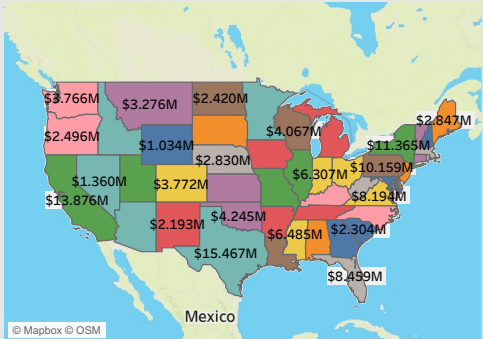 $3.766M
$3.276M
$2.420M
$2.847M
$2.496M
$1.034M
$4.067M
$11.365M
$2.830M
$10.159M
$1.360M
$3.772M
$6.307M
$13.876M
$8.194M
$2.193M
$4.245M
$6.485M
$2.304M
$15.467M
$8.459M
Mexico
© Mapbox © OSM